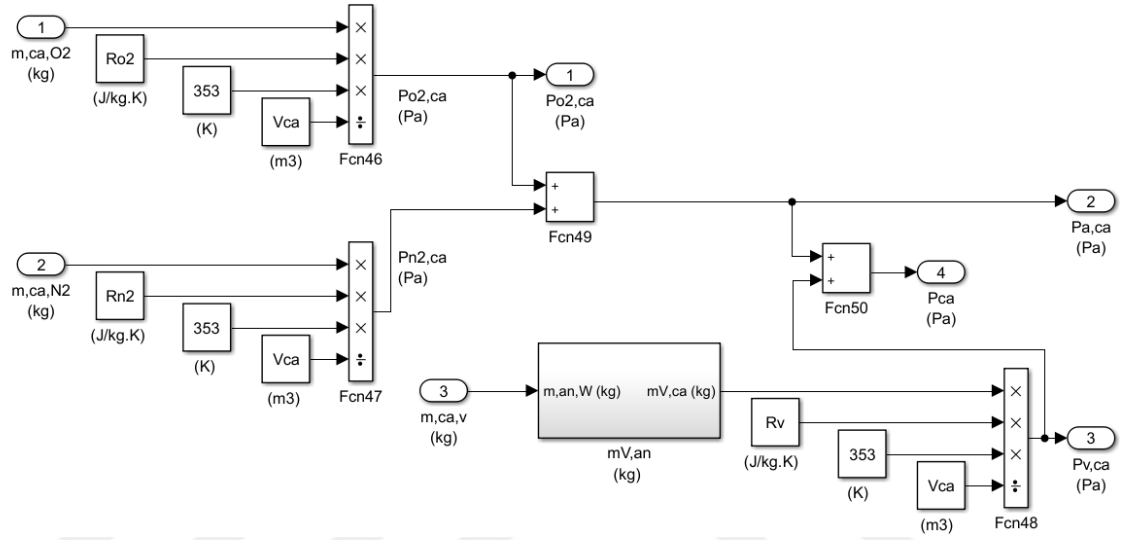 1
m,ca,O2
(kg)
Ro2
(J/kg.K)
353
(K)
Vca
(m3)
×
×
×
÷
Fcn46
Po2,ca
(Pa)
1
Po2,ca
(Pa)
+
+
Fcn49
2
Pa,ca
(Pa)
2
m,ca,N2
(kg)
Rn2
(J/kg.K)
353
(K)
Vca
(m3)
×
×
×
÷
Fcn47
Pn2,ca
(Pa)
+
+
Fcn50
4
Pca
(Pa)
3
m,ca,v
(kg)
m,an,W (kg)
mV,ca (kg)
mV,an
(kg)
Rv
(J/kg.K)
353
(K)
Vca
(m3)
×
×
×
÷
Fcn48
3
Pv,ca
(Pa)